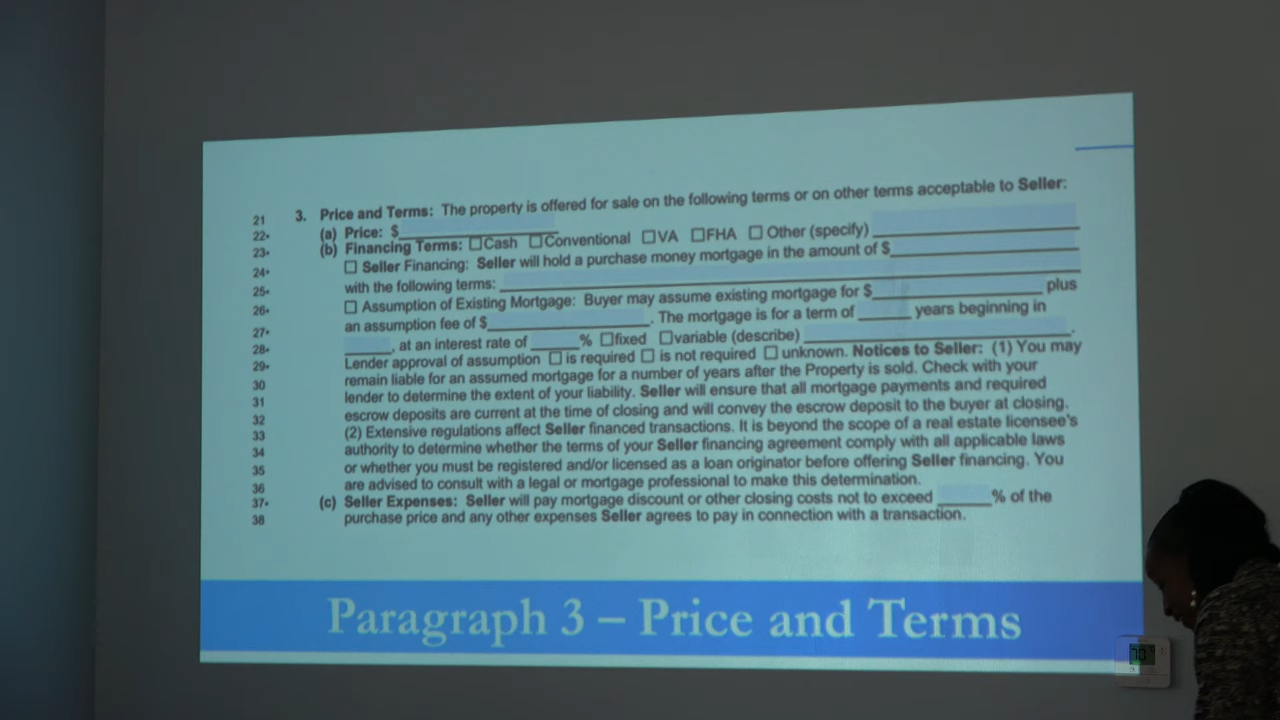 21 3. Price and Terms: The property is offered for sale on the following terms or on other terms acceptable to Seller:
22• (a) Price: $
23• (b) Financing Terms: ☐Cash ☐Conventional ☐VA ☐FHA ☐ Other (specify)
24• ☐ Seller Financing: Seller will hold a purchase money mortgage in the amount of $
25• with the following terms:
26• ☐ Assumption of Existing Mortgage: Buyer may assume existing mortgage for $ plus
27• an assumption fee of $ . The mortgage is for a term of years beginning in
28• , at an interest rate of % ☐fixed ☐variable (describe) .
29• Lender approval of assumption ☐ is required ☐ is not required ☐ unknown. Notices to Seller: (1) You may
30 remain liable for an assumed mortgage for a number of years after the Property is sold. Check with your
31 lender to determine the extent of your liability. Seller will ensure that all mortgage payments and required
32 escrow deposits are current at the time of closing and will convey the escrow deposit to the buyer at closing.
33 (2) Extensive regulations affect Seller financed transactions. It is beyond the scope of a real estate licensee's
34 authority to determine whether the terms of your Seller financing agreement comply with all applicable laws
35 or whether you must be registered and/or licensed as a loan originator before offering Seller financing. You
36 are advised to consult with a legal or mortgage professional to make this determination.
37• (c) Seller Expenses: Seller will pay mortgage discount or other closing costs not to exceed % of the
38 purchase price and any other expenses Seller agrees to pay in connection with a transaction.
Paragraph 3 – Price and Terms
70